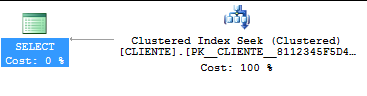 SELECT
Cost: 0 %
Clustered Index Seek (Clustered)
[CLIENTE].[PK__CLIENTE__8112345F5D4…
Cost: 100 %